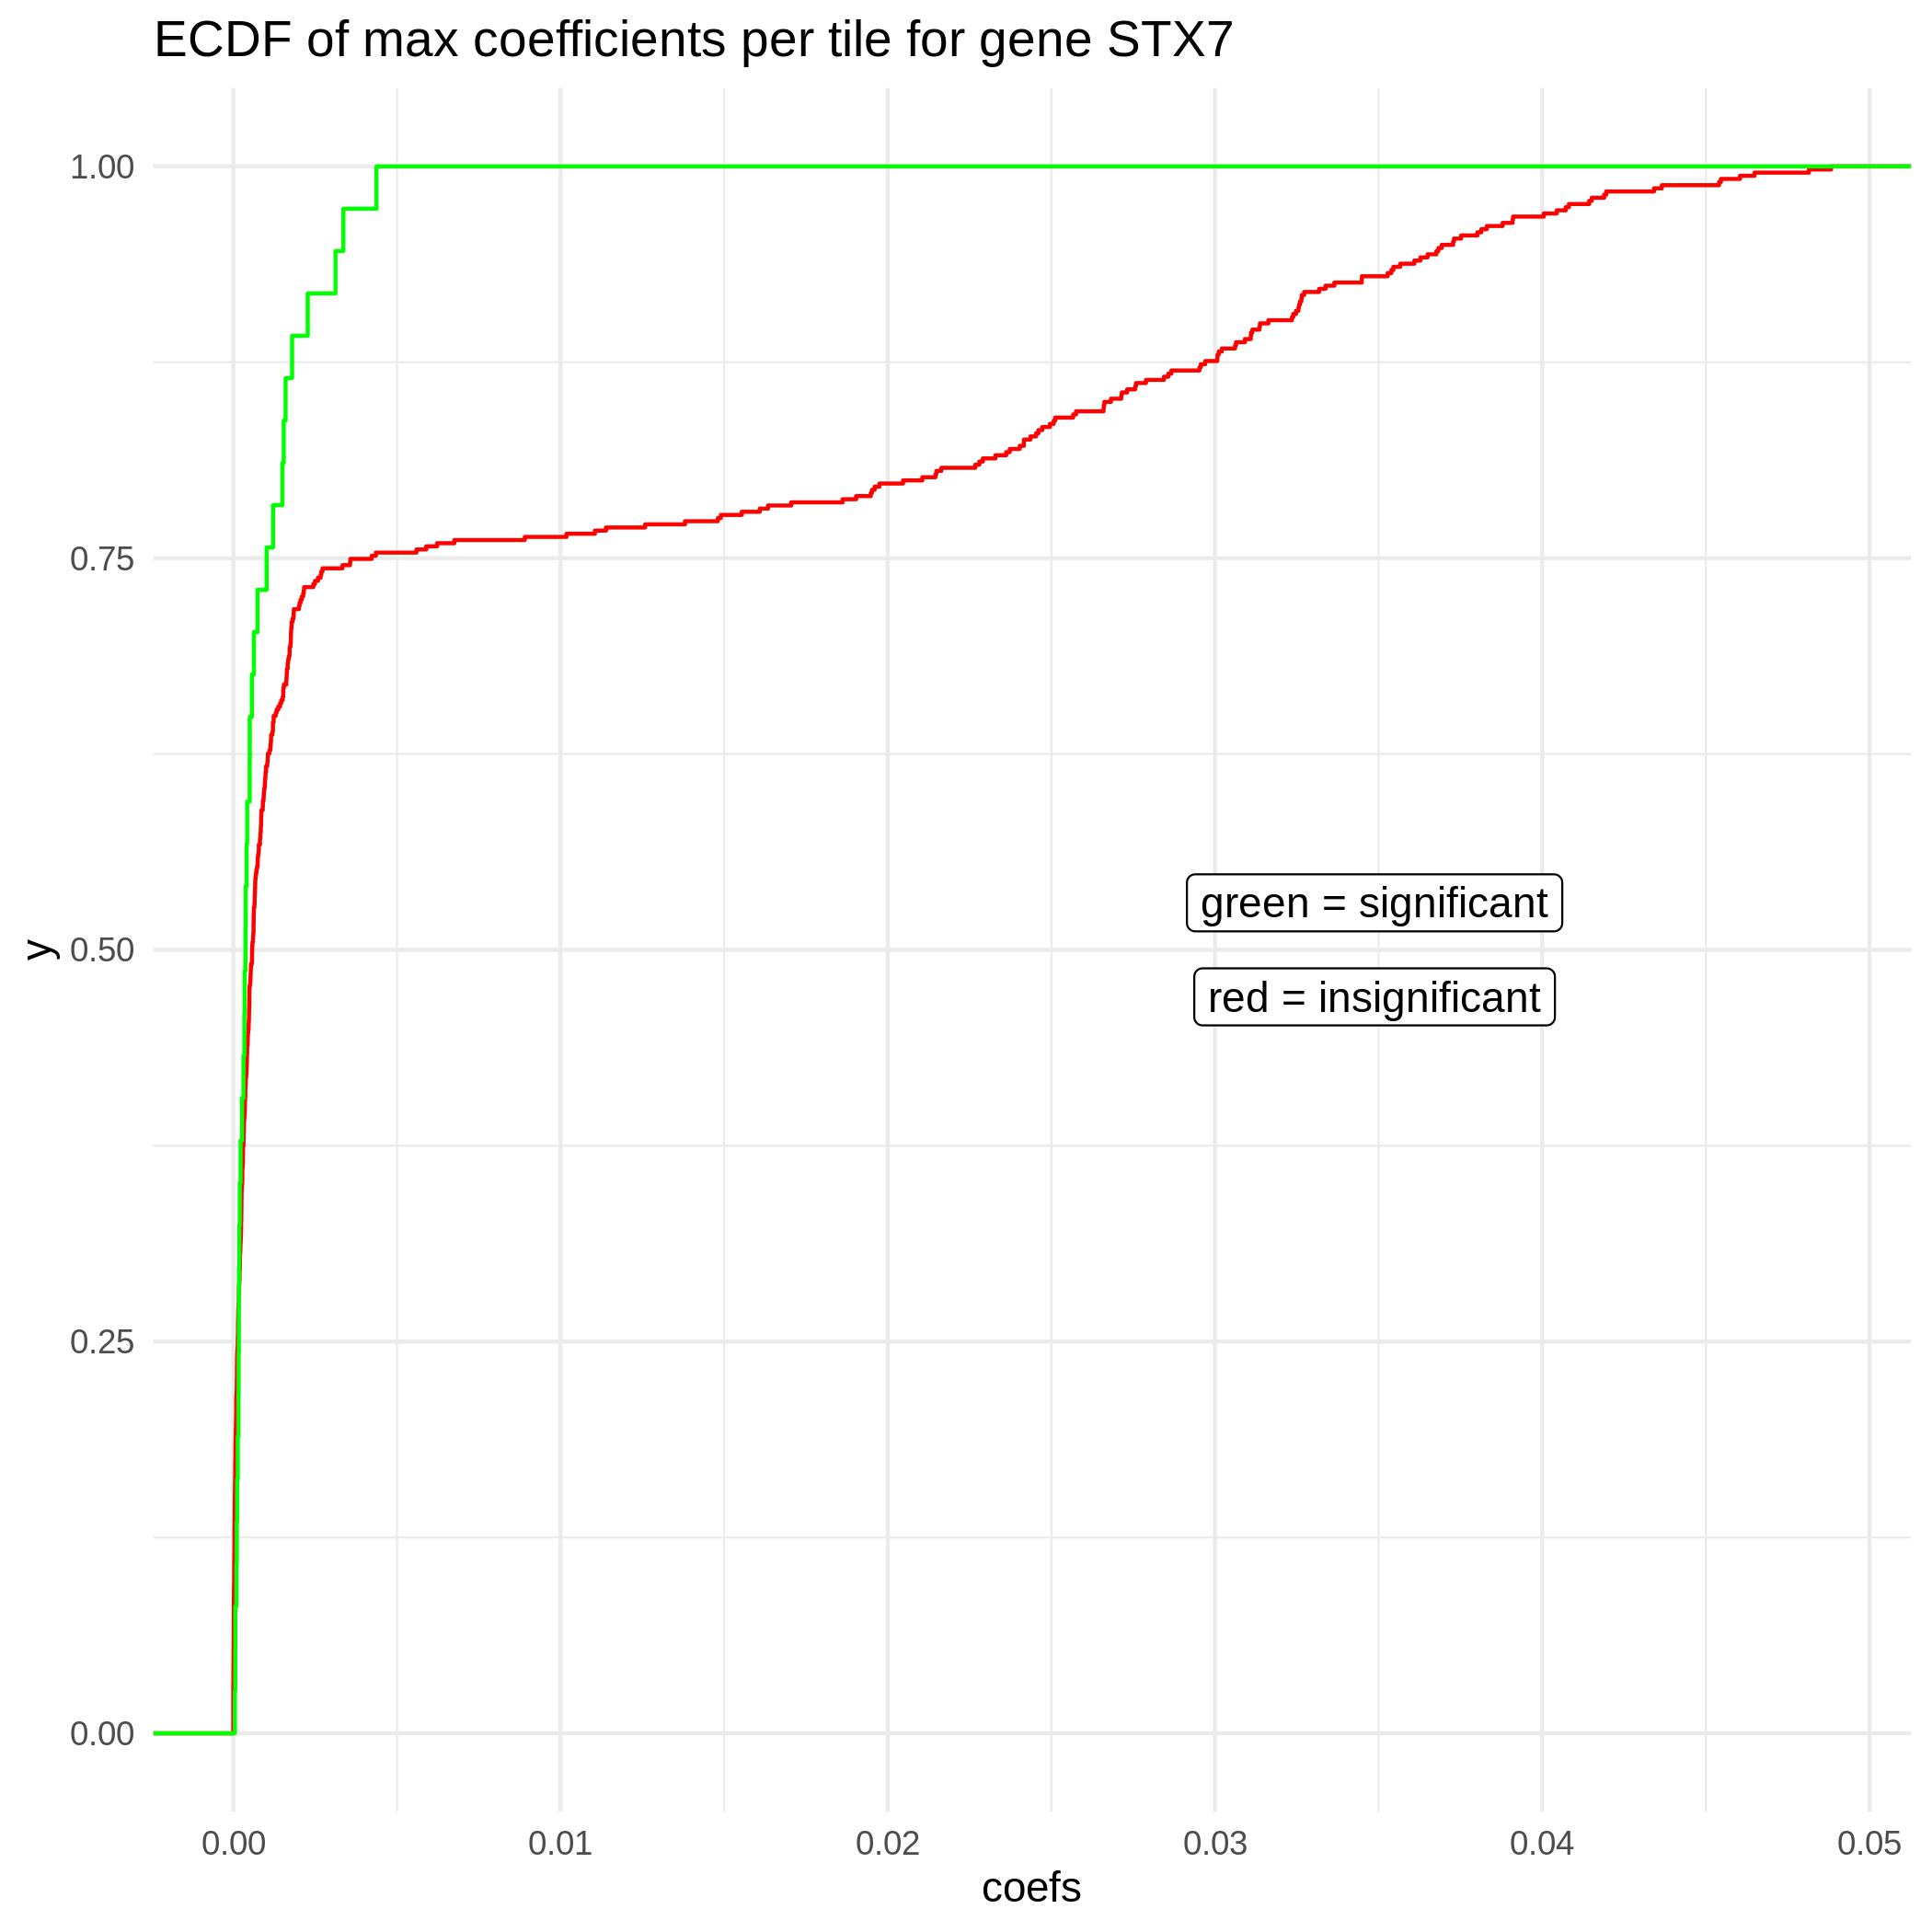 ECDF of max coefficients per tile for gene STX7
1.00
0.75
0.50
0.25
0.00
y
green = significant
red = insignificant
0.00 0.01 0.02 0.03 0.04 0.05
coefs